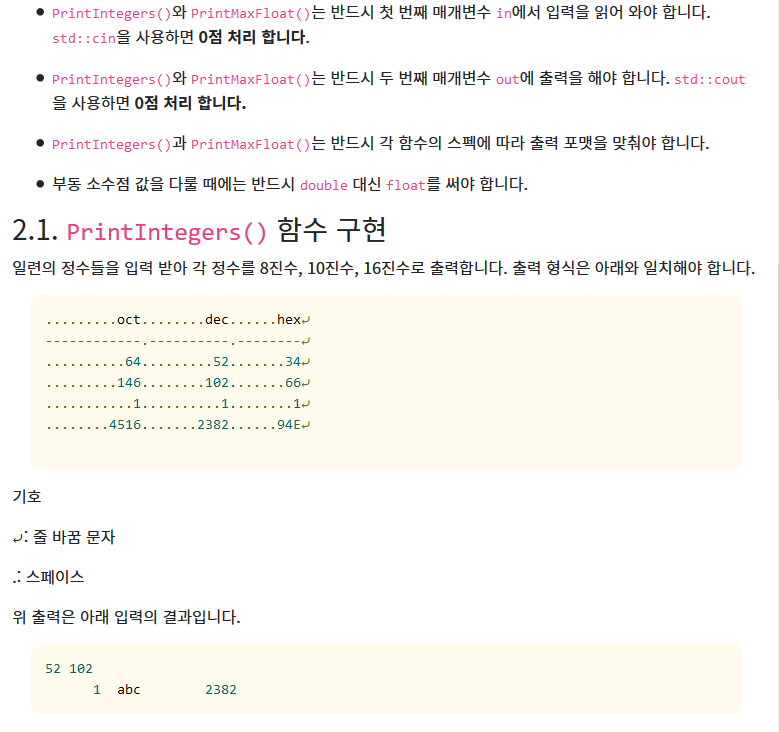 ● PrintIntegers()와 PrintMaxFloat()는 반드시 첫 번째 매개변수 in에서 입력을 읽어 와야 합니다.
std::cin을 사용하면 0점 처리 합니다.
● PrintIntegers()와 PrintMaxFloat()는 반드시 두 번째 매개변수 out에 출력을 해야 합니다. std::cout
을 사용하면 0점 처리 합니다.
● PrintIntegers()과 PrintMaxFloat()는 반드시 각 함수의 스펙에 따라 출력 포맷을 맞춰야 합니다.
● 부동 소수점 값을 다룰 때에는 반드시 double 대신 float를 써야 합니다.
2.1. PrintIntegers() 함수 구현
일련의 정수들을 입력 받아 각 정수를 8진수, 10진수, 16진수로 출력합니다. 출력 형식은 아래와 일치해야 합니다.
.........oct........dec......hex⤶
------------.----------.--------⤶
..........64.........52.......34⤶
.........146........102.......66⤶
...........1..........1........1⤶
........4516.......2382......94E⤶
기호
⤶: 줄 바꿈 문자
.: 스페이스
위 출력은 아래 입력의 결과입니다.
52 102
      1  abc        2382